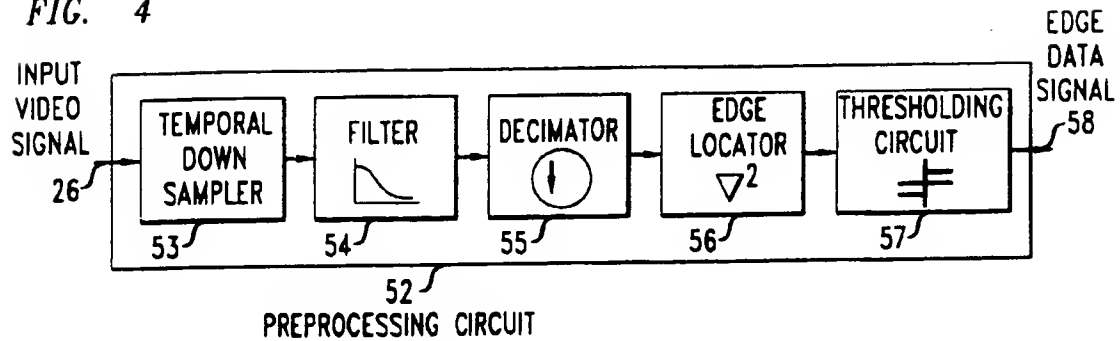 FIG. 4
INPUT
VIDEO
SIGNAL
26
TEMPORAL
DOWN
SAMPLER
53
FILTER
54
DECIMATOR
55
EDGE
LOCATOR
▽2
56
THRESHOLDING
CIRCUIT
57
EDGE
DATA
SIGNAL
58
52
PREPROCESSING CIRCUIT